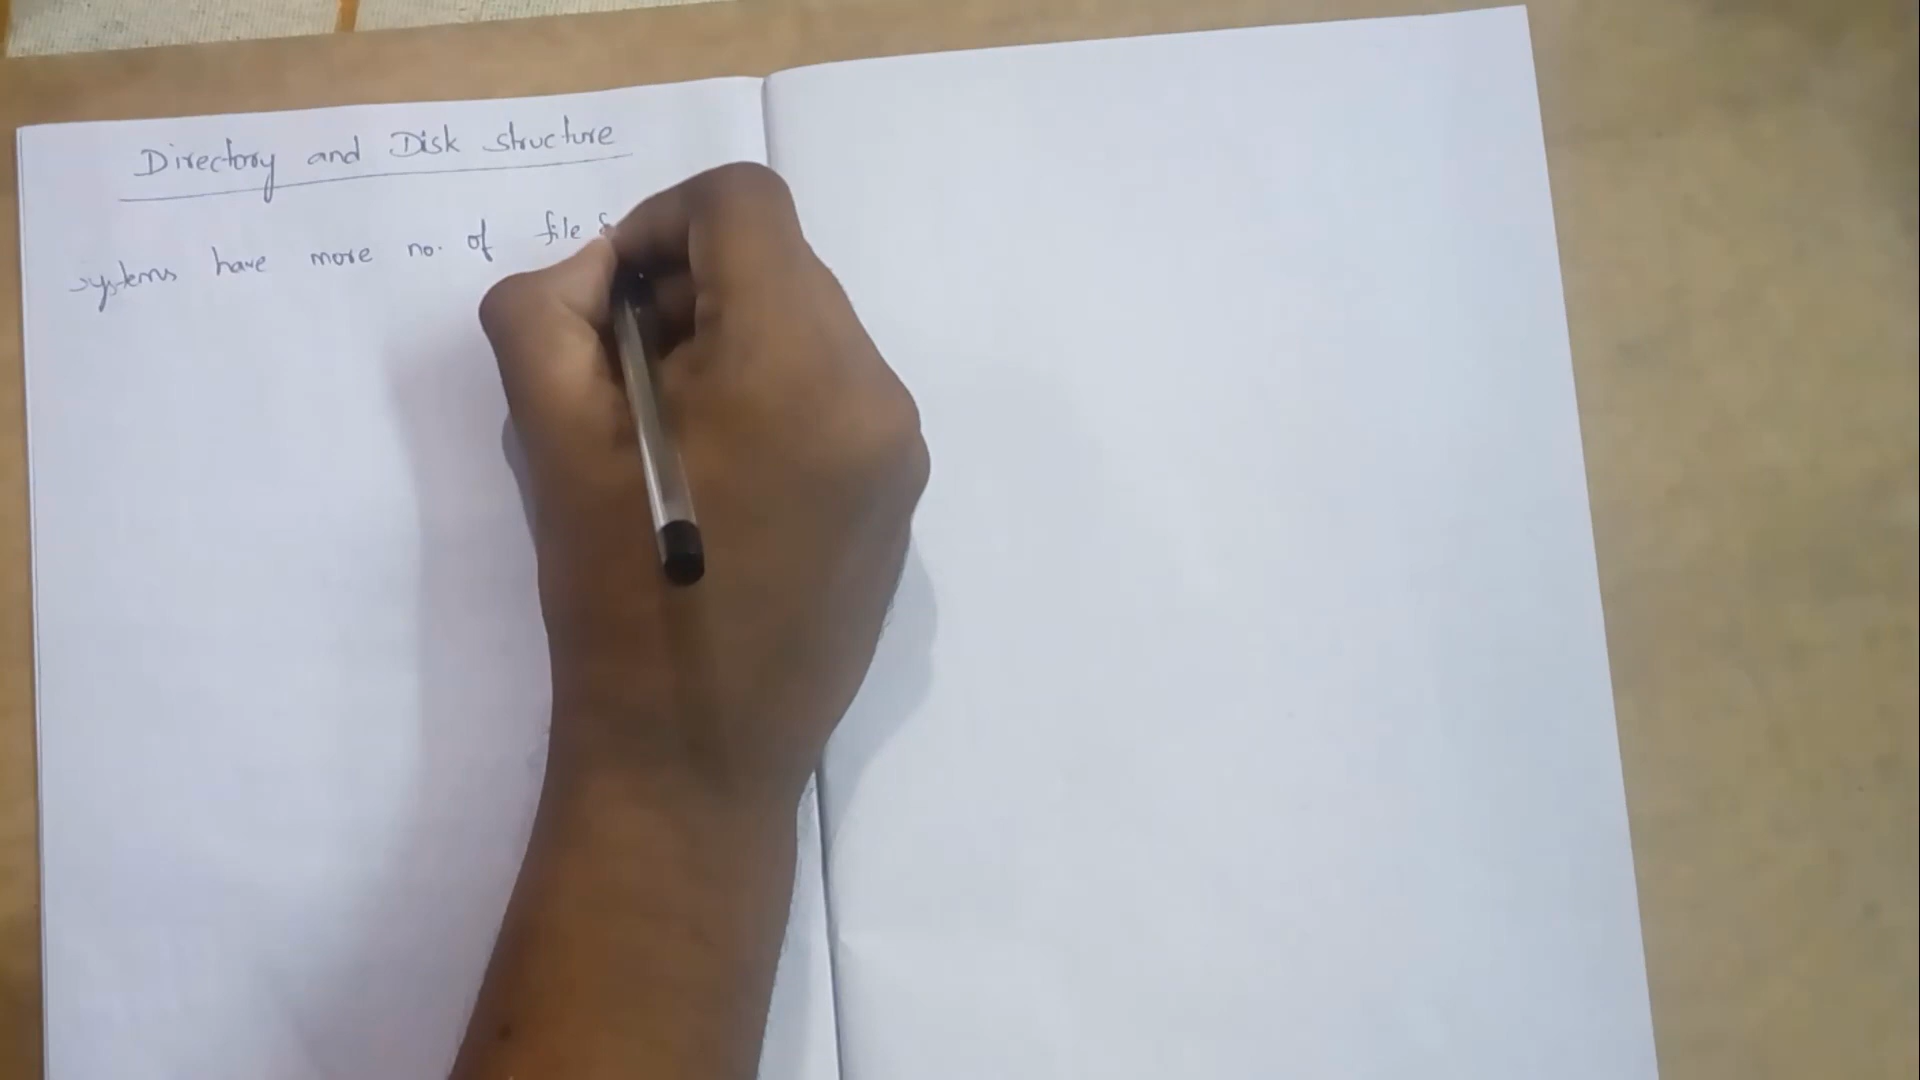 Directory and Disk structure
systems have more no. of file